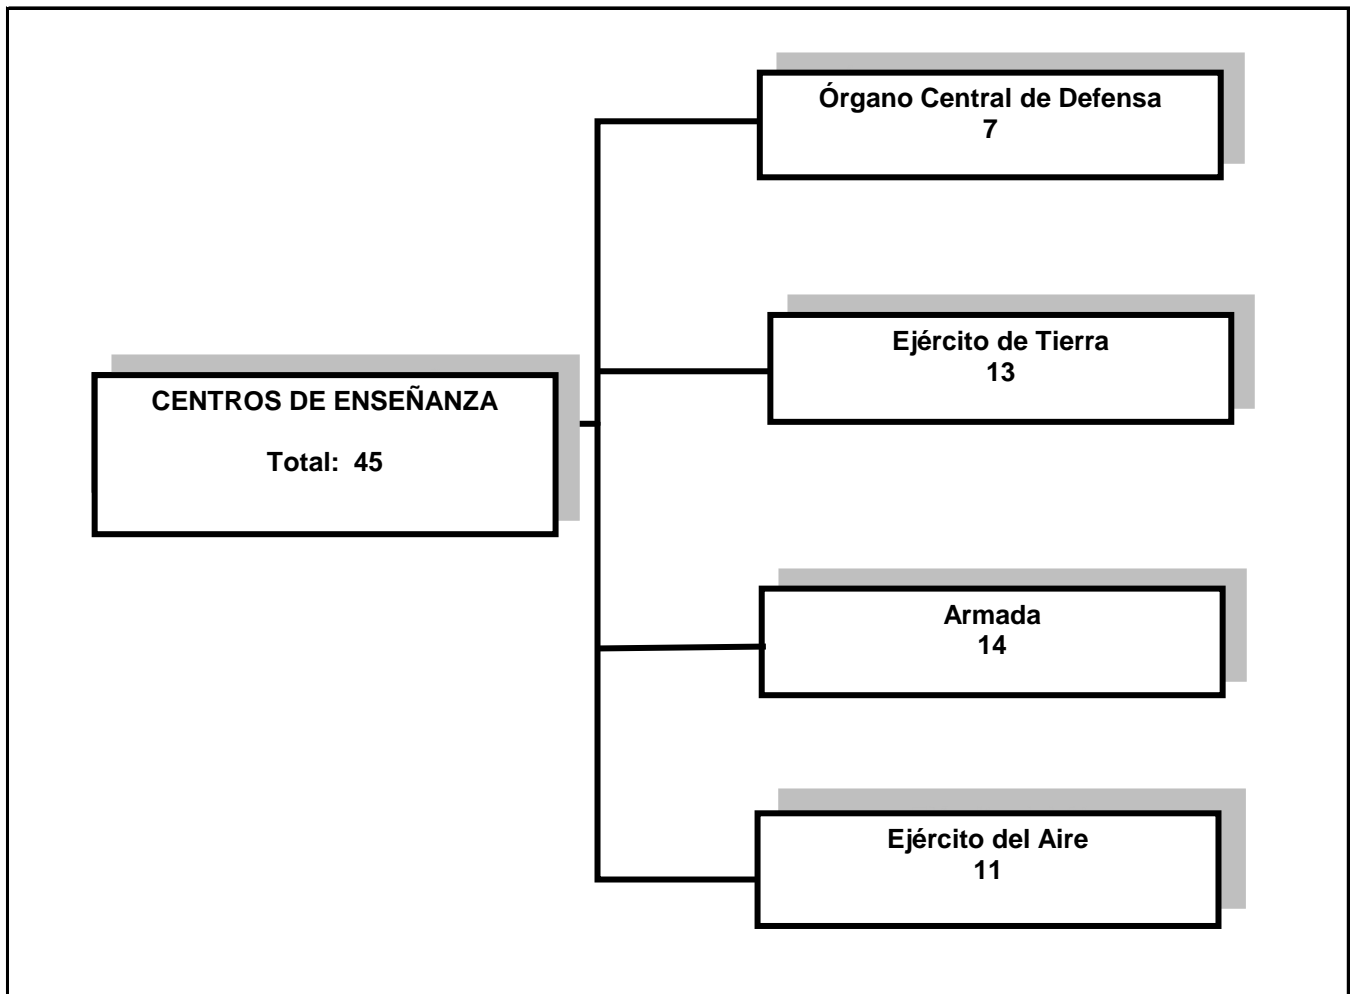 Órgano Central de Defensa
7
Ejército de Tierra
13
CENTROS DE ENSEÑANZA
Total: 45
Armada
14
Ejército del Aire
11